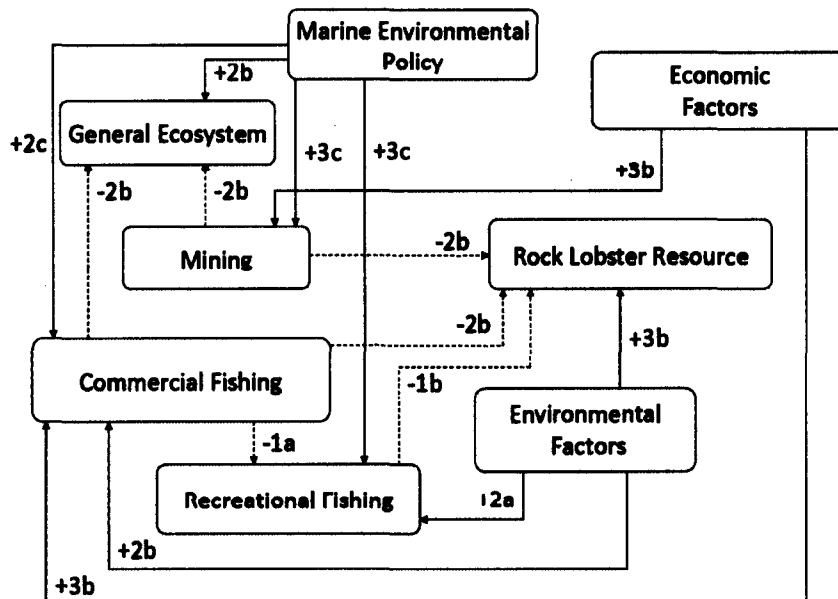 Marine Environmental
Policy
Economic
Factors
+2b
General Ecosystem
+2c
+3c
+3c
+3b
-2b
-2b
Mining
-2b
Rock Lobster Resource
-2b
+3b
-1b
Commercial Fishing
Environmental
Factors
-1a
Recreational Fishing
+2a
+2b
+3b